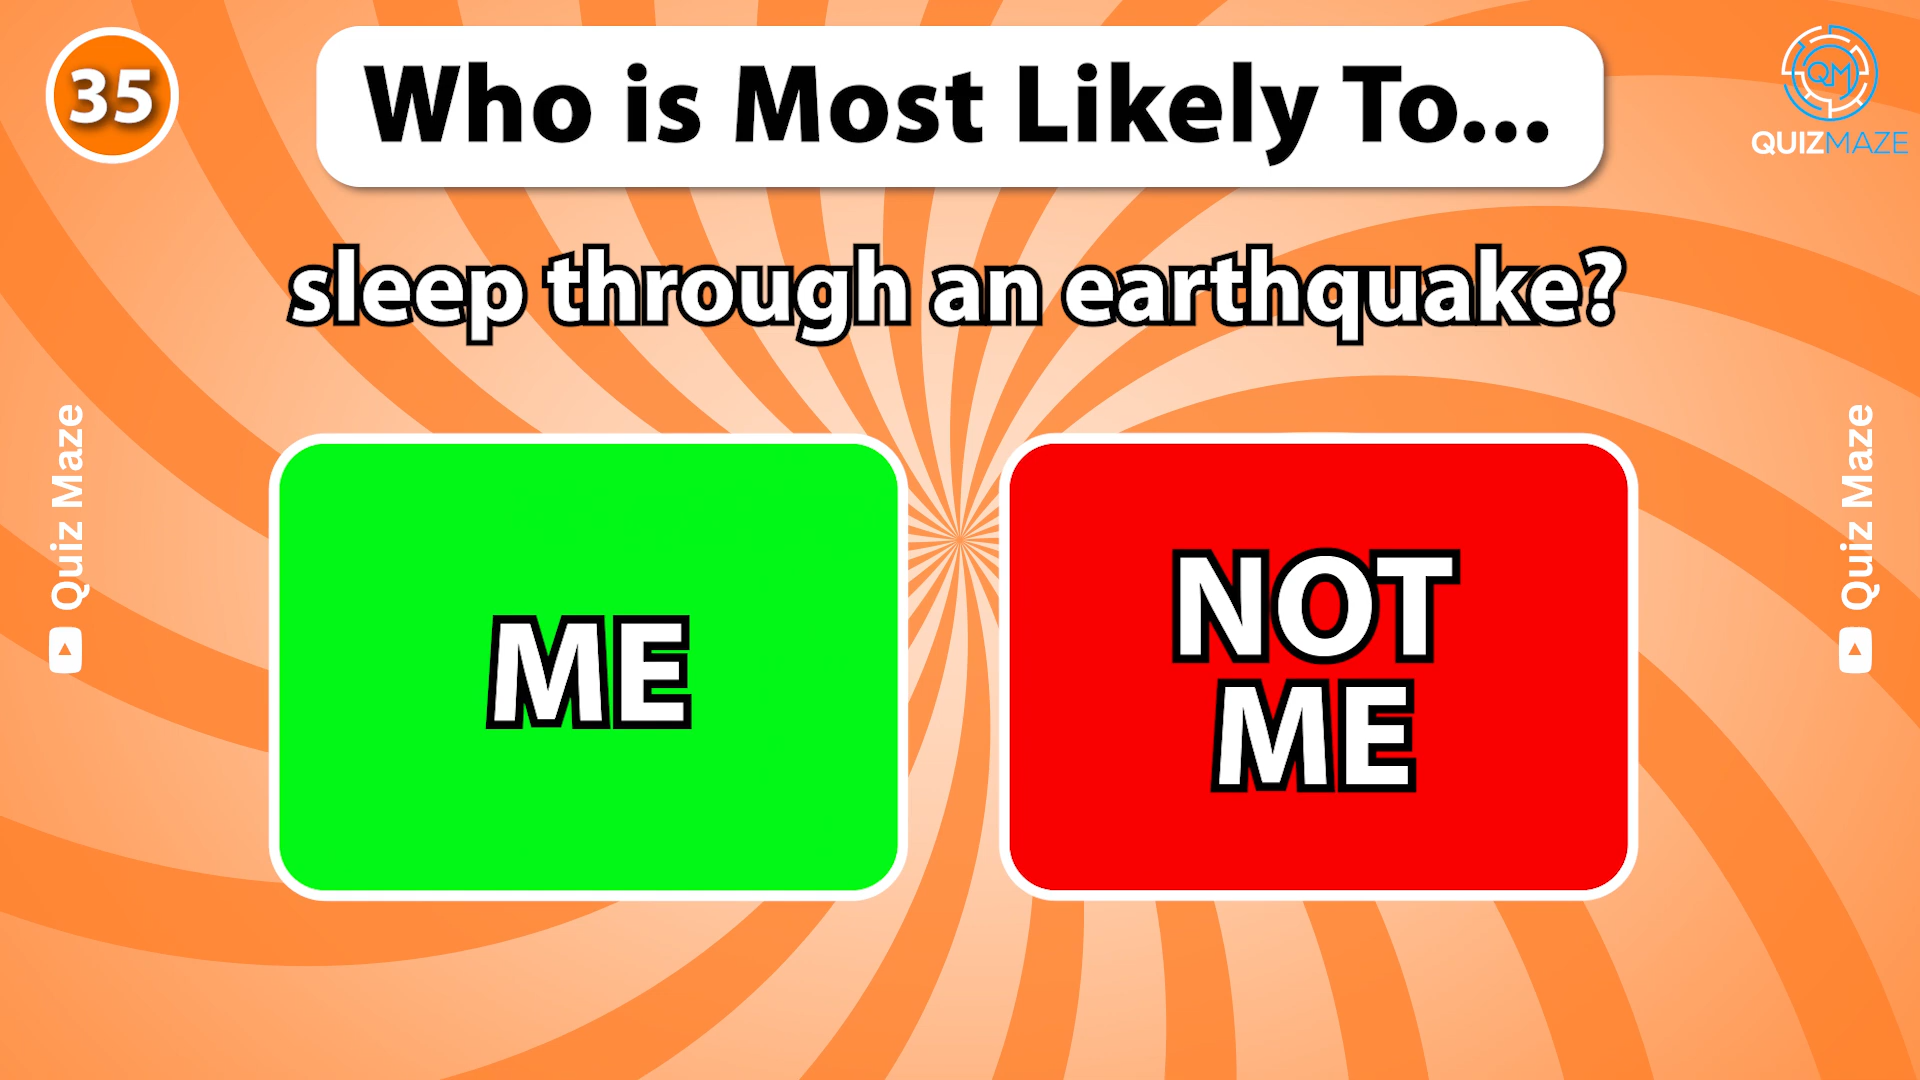 35
Who is Most Likely To...
QM
QUIZMAZE
sleep through an earthquake?
Quiz Maze
Quiz Maze
ME
NOT
ME